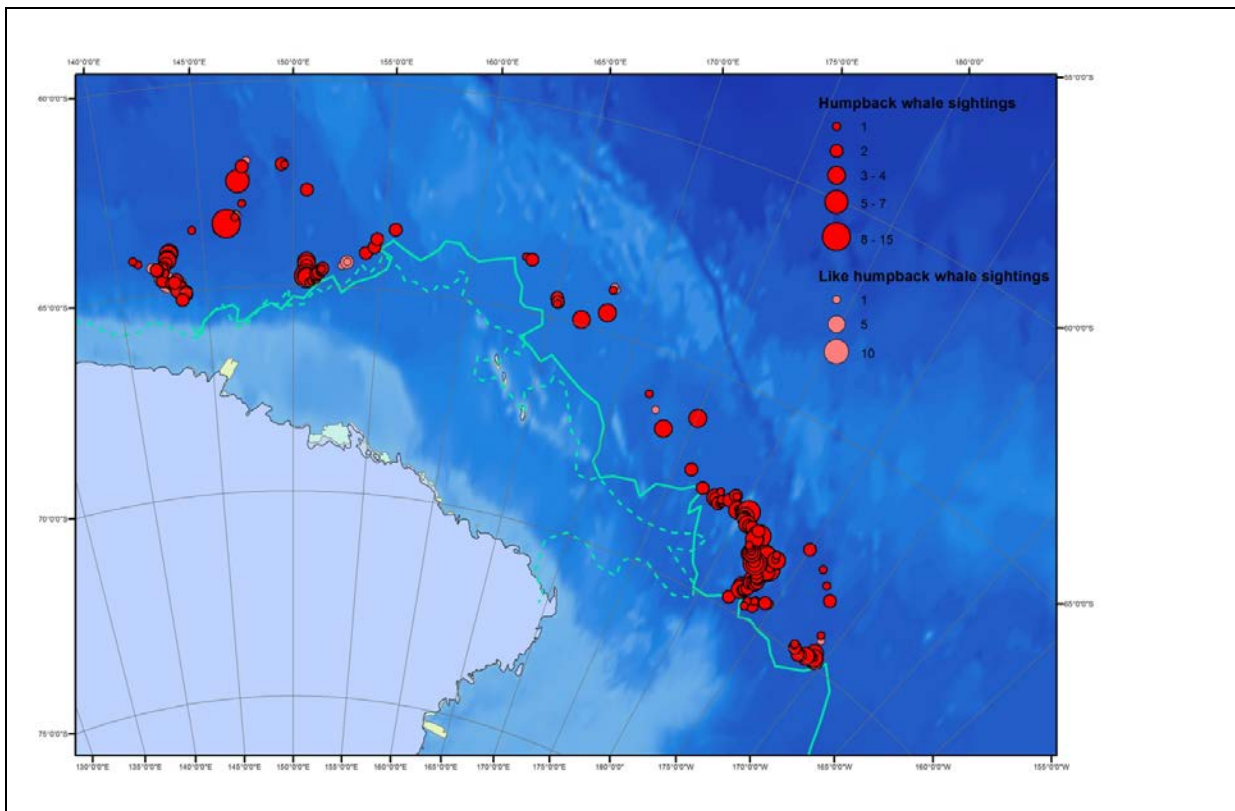 140°0'0"E 145°0'0"E 150°0'0"E 155°0'0"E 160°0'0"E 165°0'0"E 170°0'0"E 175°0'0"E 180°0'0"
60°0'0"S
65°0'0"S
70°0'0"S
75°0'0"S
Humpback whale sightings
1
2
3 - 4
5 - 7
8 - 15
Like humpback whale sightings
1
5
10
55°0'0"S
60°0'0"S
65°0'0"S
130°0'0"E 135°0'0"E 140°0'0"E 145°0'0"E 150°0'0"E 155°0'0"E 160°0'0"E 165°0'0"E 170°0'0"E 175°0'0"E 180°0'0" 175°0'0"W 170°0'0"W 165°0'0"W 160°0'0"W 155°0'0"W